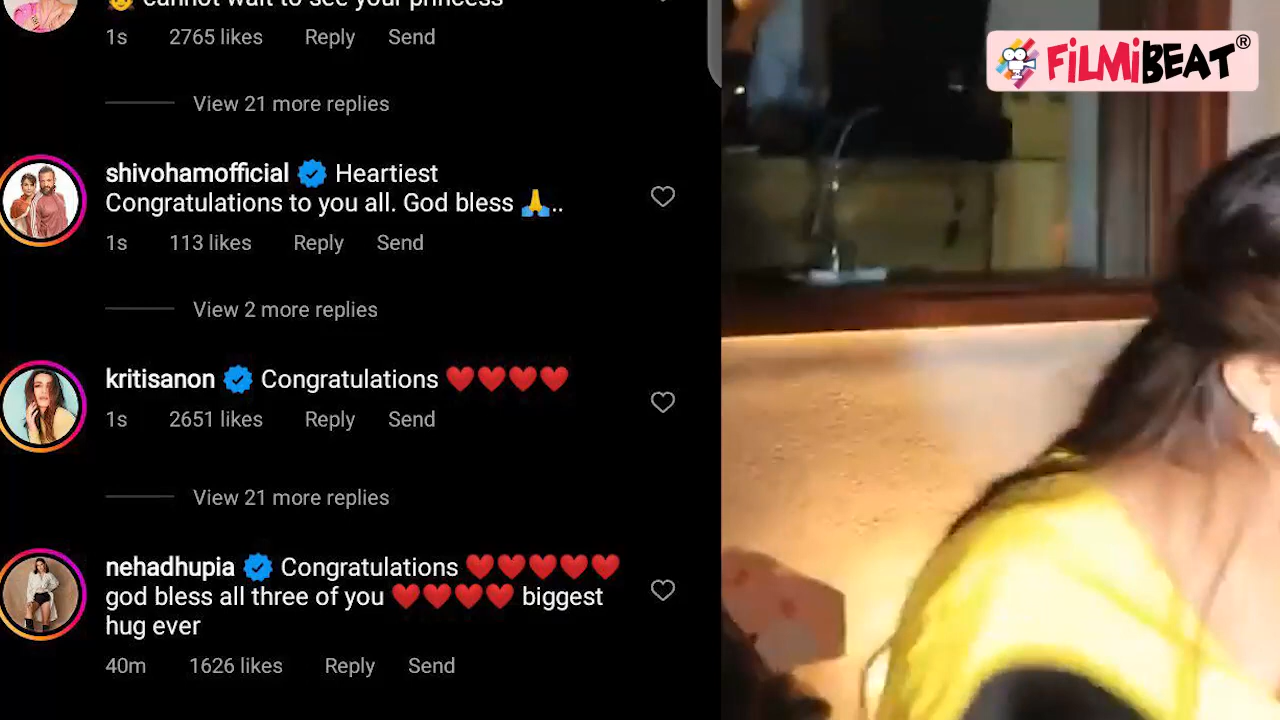 cannot wait to see your princess
1s 2765 likes Reply Send
View 21 more replies
shivohamofficial Heartiest
Congratulations to you all. God bless 🙏..
1s 113 likes Reply Send
View 2 more replies
kritisanon Congratulations ❤️❤️❤️❤️
1s 2651 likes Reply Send
View 21 more replies
nehadhupia Congratulations ❤️❤️❤️❤️❤️
god bless all three of you ❤️❤️❤️❤️ biggest
hug ever
40m 1626 likes Reply Send
FILMIBEAT®